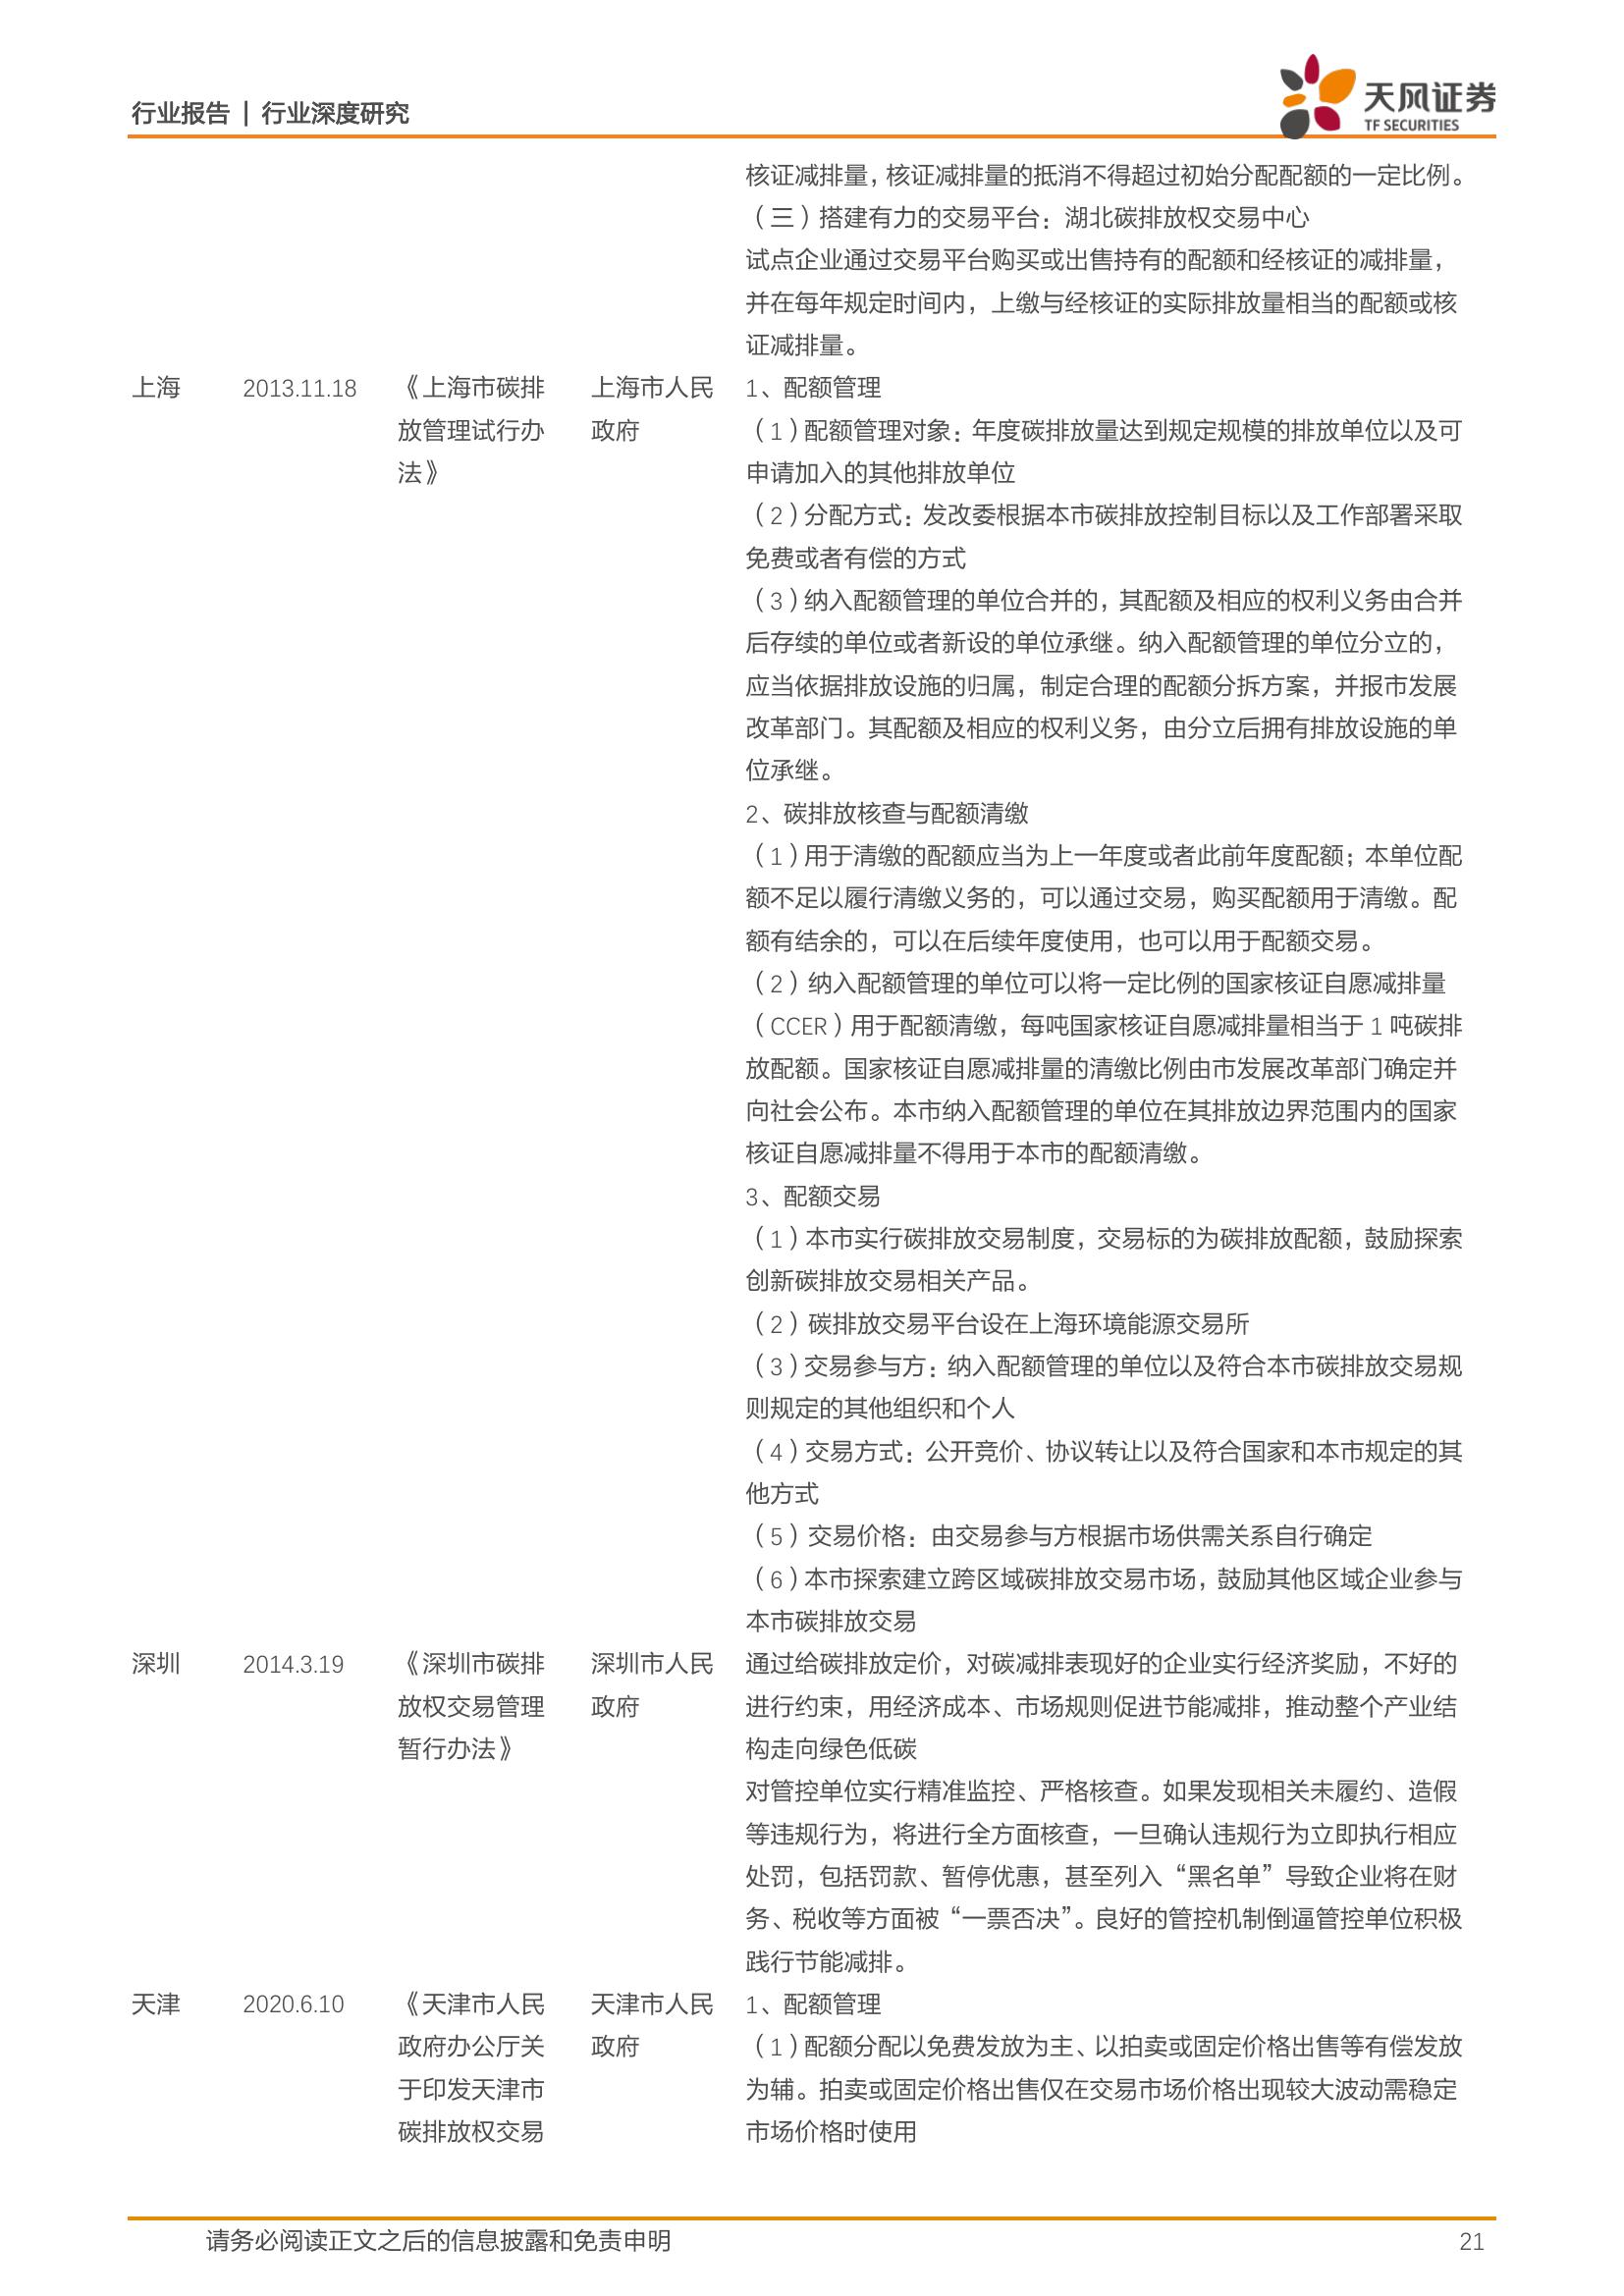 行业报告 | 行业深度研究
天风证券
TF SECURITIES
核证减排量，核证减排量的抵消不得超过初始分配配额的一定比例。
（三）搭建有力的交易平台：湖北碳排放权交易中心
试点企业通过交易平台购买或出售持有的配额和经核证的减排量，
并在每年规定时间内，上缴与经核证的实际排放量相当的配额或核
证减排量。
上海 2013.11.18 《上海市碳排 上海市人民 1、配额管理
放管理试行办 政府 （1）配额管理对象：年度碳排放量达到规定规模的排放单位以及可
法》 申请加入的其他排放单位
（2）分配方式：发改委根据本市碳排放控制目标以及工作部署采取
免费或者有偿的方式
（3）纳入配额管理的单位合并的，其配额及相应的权利义务由合并
后存续的单位或者新设的单位承继。纳入配额管理的单位分立的，
应当依据排放设施的归属，制定合理的配额分拆方案，并报市发展
改革部门。其配额及相应的权利义务，由分立后拥有排放设施的单
位承继。
2、碳排放核查与配额清缴
（1）用于清缴的配额应当为上一年度或者此前年度配额；本单位配
额不足以履行清缴义务的，可以通过交易，购买配额用于清缴。配
额有结余的，可以在后续年度使用，也可以用于配额交易。
（2）纳入配额管理的单位可以将一定比例的国家核证自愿减排量
（CCER）用于配额清缴，每吨国家核证自愿减排量相当于 1 吨碳排
放配额。国家核证自愿减排量的清缴比例由市发展改革部门确定并
向社会公布。本市纳入配额管理的单位在其排放边界范围内的国家
核证自愿减排量不得用于本市的配额清缴。
3、配额交易
（1）本市实行碳排放交易制度，交易标的为碳排放配额，鼓励探索
创新碳排放交易相关产品。
（2）碳排放交易平台设在上海环境能源交易所
（3）交易参与方：纳入配额管理的单位以及符合本市碳排放交易规
则规定的其他组织和个人
（4）交易方式：公开竞价、协议转让以及符合国家和本市规定的其
他方式
（5）交易价格：由交易参与方根据市场供需关系自行确定
（6）本市探索建立跨区域碳排放交易市场，鼓励其他区域企业参与
本市碳排放交易
深圳 2014.3.19 《深圳市碳排 深圳市人民 通过给碳排放定价，对碳减排表现好的企业实行经济奖励，不好的
放权交易管理 政府 进行约束，用经济成本、市场规则促进节能减排，推动整个产业结
暂行办法》 构走向绿色低碳
对管控单位实行精准监控、严格核查。如果发现相关未履约、造假
等违规行为，将进行全方面核查，一旦确认违规行为立即执行相应
处罚，包括罚款、暂停优惠，甚至列入“黑名单”导致企业将在财
务、税收等方面被“一票否决”。良好的管控机制倒逼管控单位积极
践行节能减排。
天津 2020.6.10 《天津市人民 天津市人民 1、配额管理
政府办公厅关 政府 （1）配额分配以免费发放为主、以拍卖或固定价格出售等有偿发放
于印发天津市 为辅。拍卖或固定价格出售仅在交易市场价格出现较大波动需稳定
碳排放权交易 市场价格时使用
请务必阅读正文之后的信息披露和免责申明 21